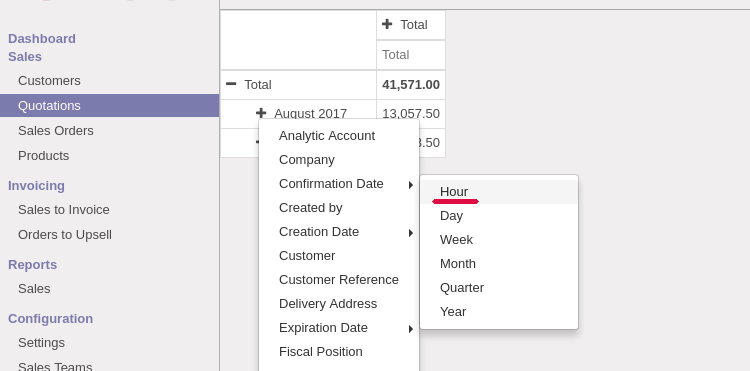 Dashboard
Sales
Customers
Quotations
Sales Orders
Products
Invoicing
Sales to Invoice
Orders to Upsell
Reports
Sales
Configuration
Settings
Sales Teams
Total
Total
Total 41,571.00
August 2017 13,057.50
3.50
Analytic Account
Company
Confirmation Date
Created by
Creation Date
Customer
Customer Reference
Delivery Address
Expiration Date
Fiscal Position
Hour
Day
Week
Month
Quarter
Year